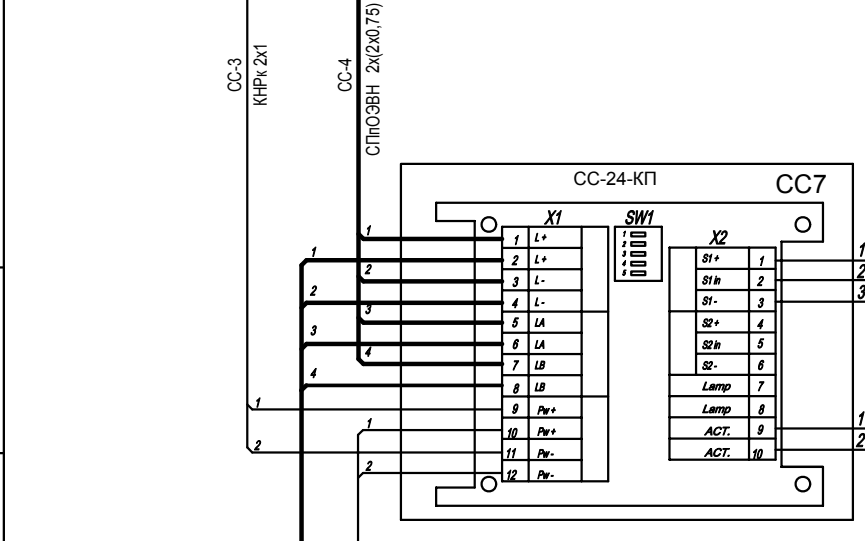 СС-3
КНРк 2х1
СС-4
СПпОЭВН 2х(2х0,75)
СС-24-КП
СС7
X1
SW1
X2
1 L+
2 L+
3 L-
4 L-
5 LA
6 LA
7 LB
8 LB
9 Pw+
10 Pw+
11 Pw-
12 Pw-
1
2
3
4
5
S1+ 1
S1in 2
S1- 3
S2+ 4
S2in 5
S2- 6
Lamp 7
Lamp 8
ACT. 9
ACT. 10
1
1
2
2
3
3
4
4
1
1
2
2
1
2
3
1
2